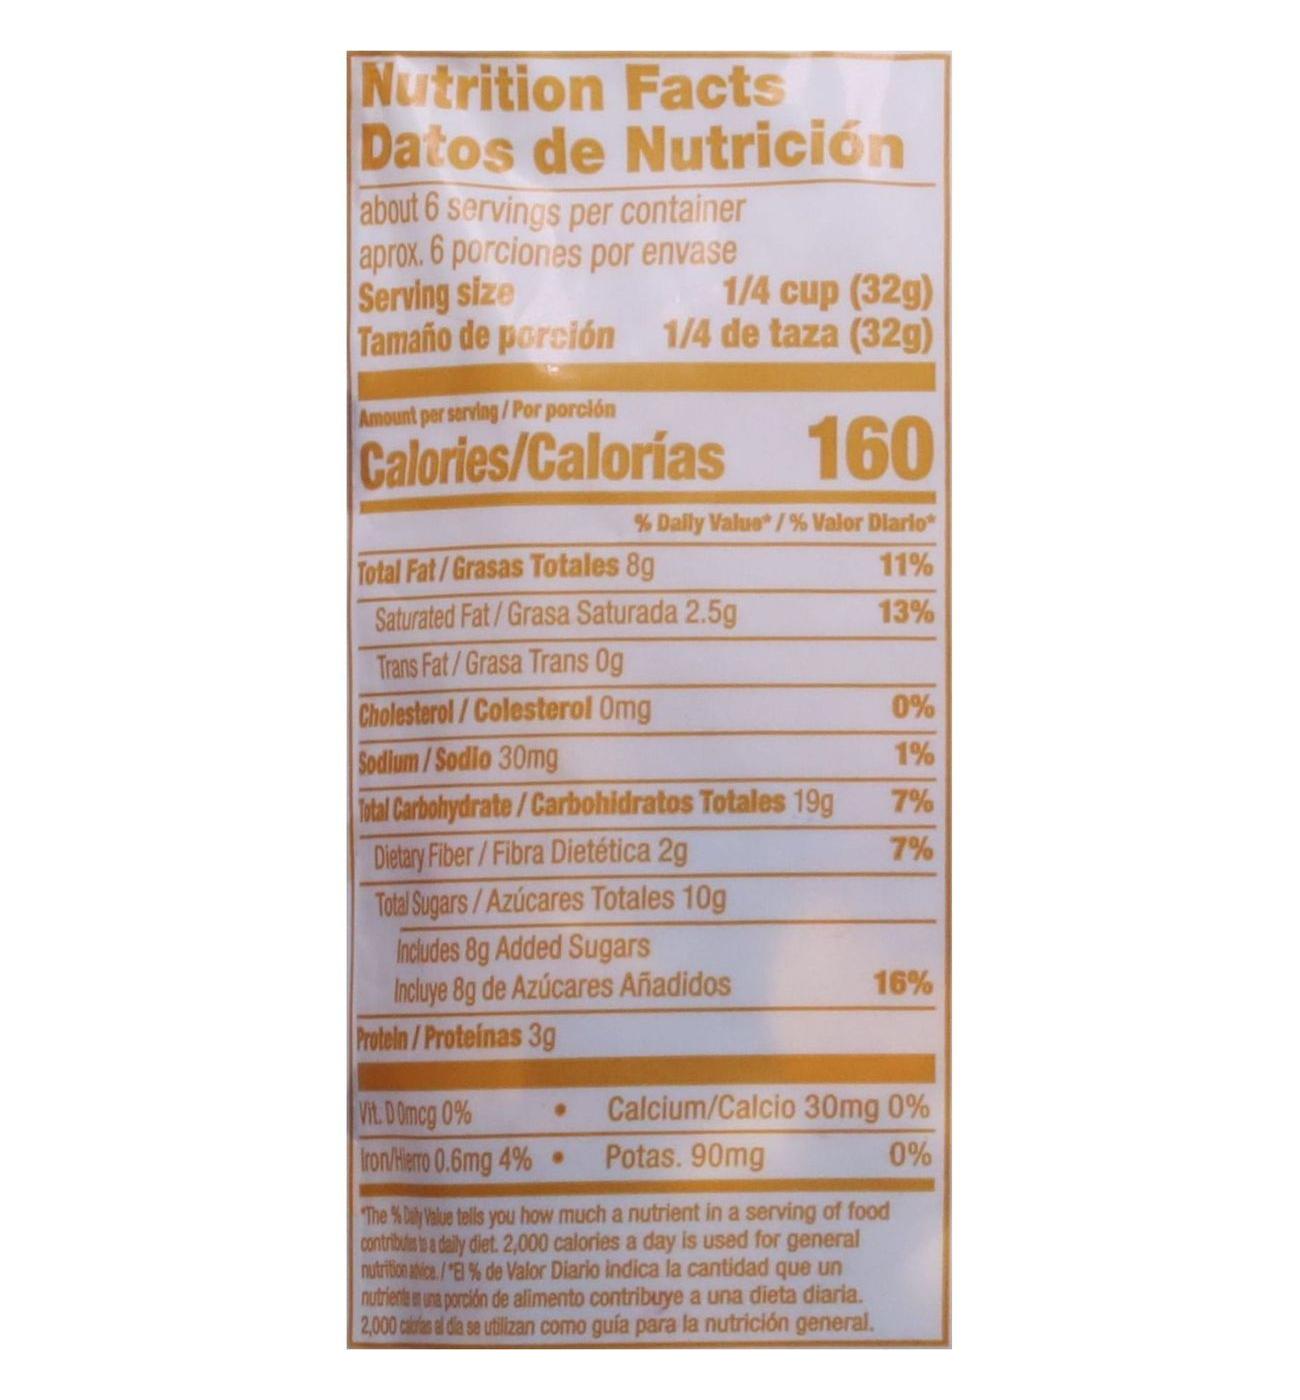 Nutrition Facts
Datos de Nutrición
about 6 servings per container
aprox. 6 porciones por envase
Serving size 1/4 cup (32g)
Tamaño de porción 1/4 de taza (32g)
Amount per serving / Por porción
Calories/Calorías 160
% Daily Value* / % Valor Diario*
Total Fat / Grasas Totales 8g 11%
Saturated Fat / Grasa Saturada 2.5g 13%
Trans Fat / Grasa Trans 0g
Cholesterol / Colesterol 0mg 0%
Sodium / Sodio 30mg 1%
Total Carbohydrate / Carbohidratos Totales 19g 7%
Dietary Fiber / Fibra Dietética 2g 7%
Total Sugars / Azúcares Totales 10g
Includes 8g Added Sugars
Incluye 8g de Azúcares Añadidos 16%
Protein / Proteínas 3g
Vit. D 0mcg 0% • Calcium/Calcio 30mg 0%
Iron/Hierro 0.6mg 4% • Potas. 90mg 0%
*The % Daily Value tells you how much a nutrient in a serving of food
contributes to a daily diet. 2,000 calories a day is used for general
nutrition advice. / *El % de Valor Diario indica la cantidad que un
nutriente en una porción de alimento contribuye a una dieta diaria.
2,000 calorías al día se utilizan como guía para la nutrición general.